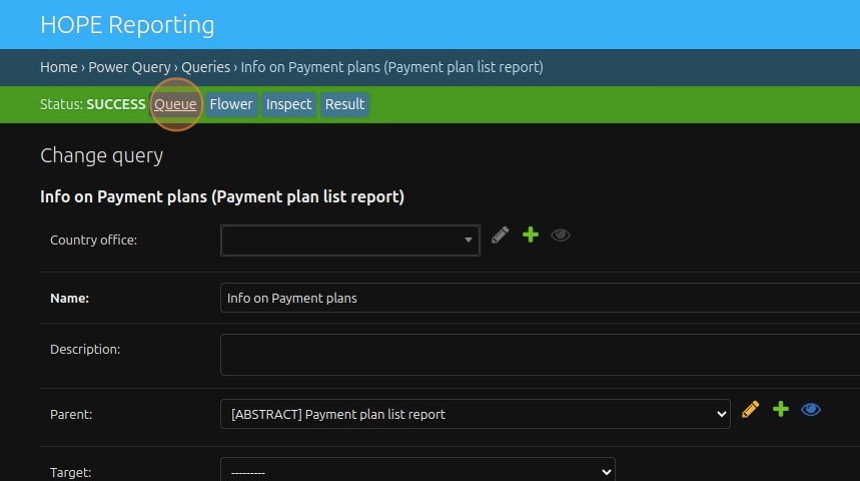 HOPE Reporting
Home › Power Query › Queries › Info on Payment plans (Payment plan list report)
Status: SUCCESS Queue Flower Inspect Result
Change query
Info on Payment plans (Payment plan list report)
Country office:
Name: Info on Payment plans
Description:
Parent: [ABSTRACT] Payment plan list report
Target: ---------